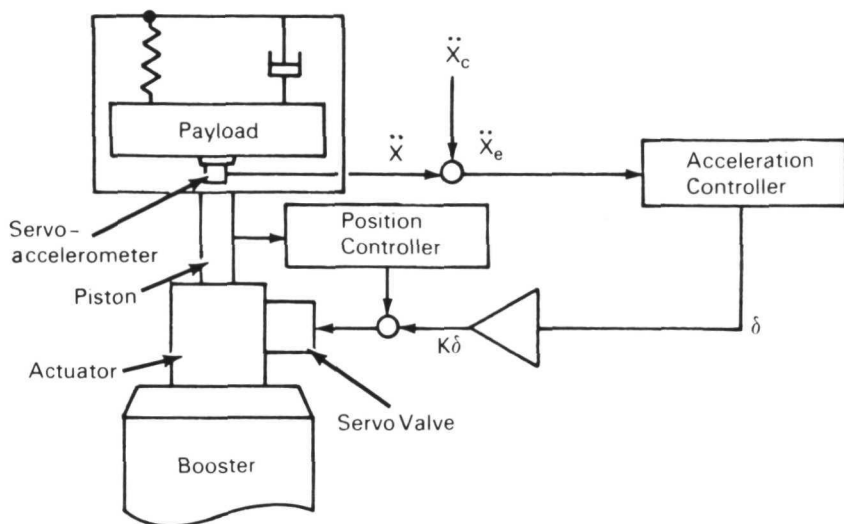 Ẍc
Payload
Ẍ
Ẍe
Acceleration
Controller
Servo-
accelerometer
Position
Controller
Piston
Kδ
δ
Actuator
Servo Valve
Booster